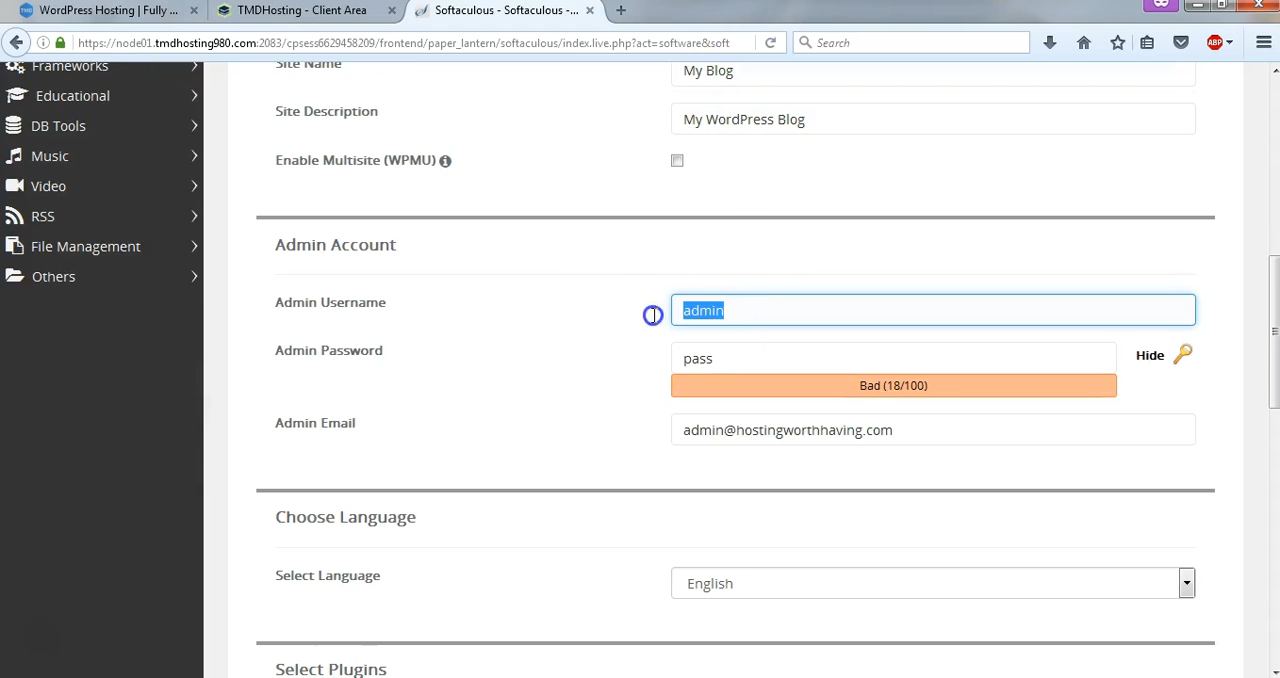 WordPress Hosting | Fully ...
TMDHosting - Client Area
Softaculous - Softaculous -...
https://node01.tmdhosting980.com:2083/cpsess6629458209/frontend/paper_lantern/softaculous/index.live.php?act=software&soft
Search
ABP
Frameworks
Educational
DB Tools
Music
Video
RSS
File Management
Others
Site Name
My Blog
Site Description
My WordPress Blog
Enable Multisite (WPMU)
Admin Account
Admin Username
admin
Admin Password
pass
Hide
Bad (18/100)
Admin Email
admin@hostingworthhaving.com
Choose Language
Select Language
English
Select Plugins